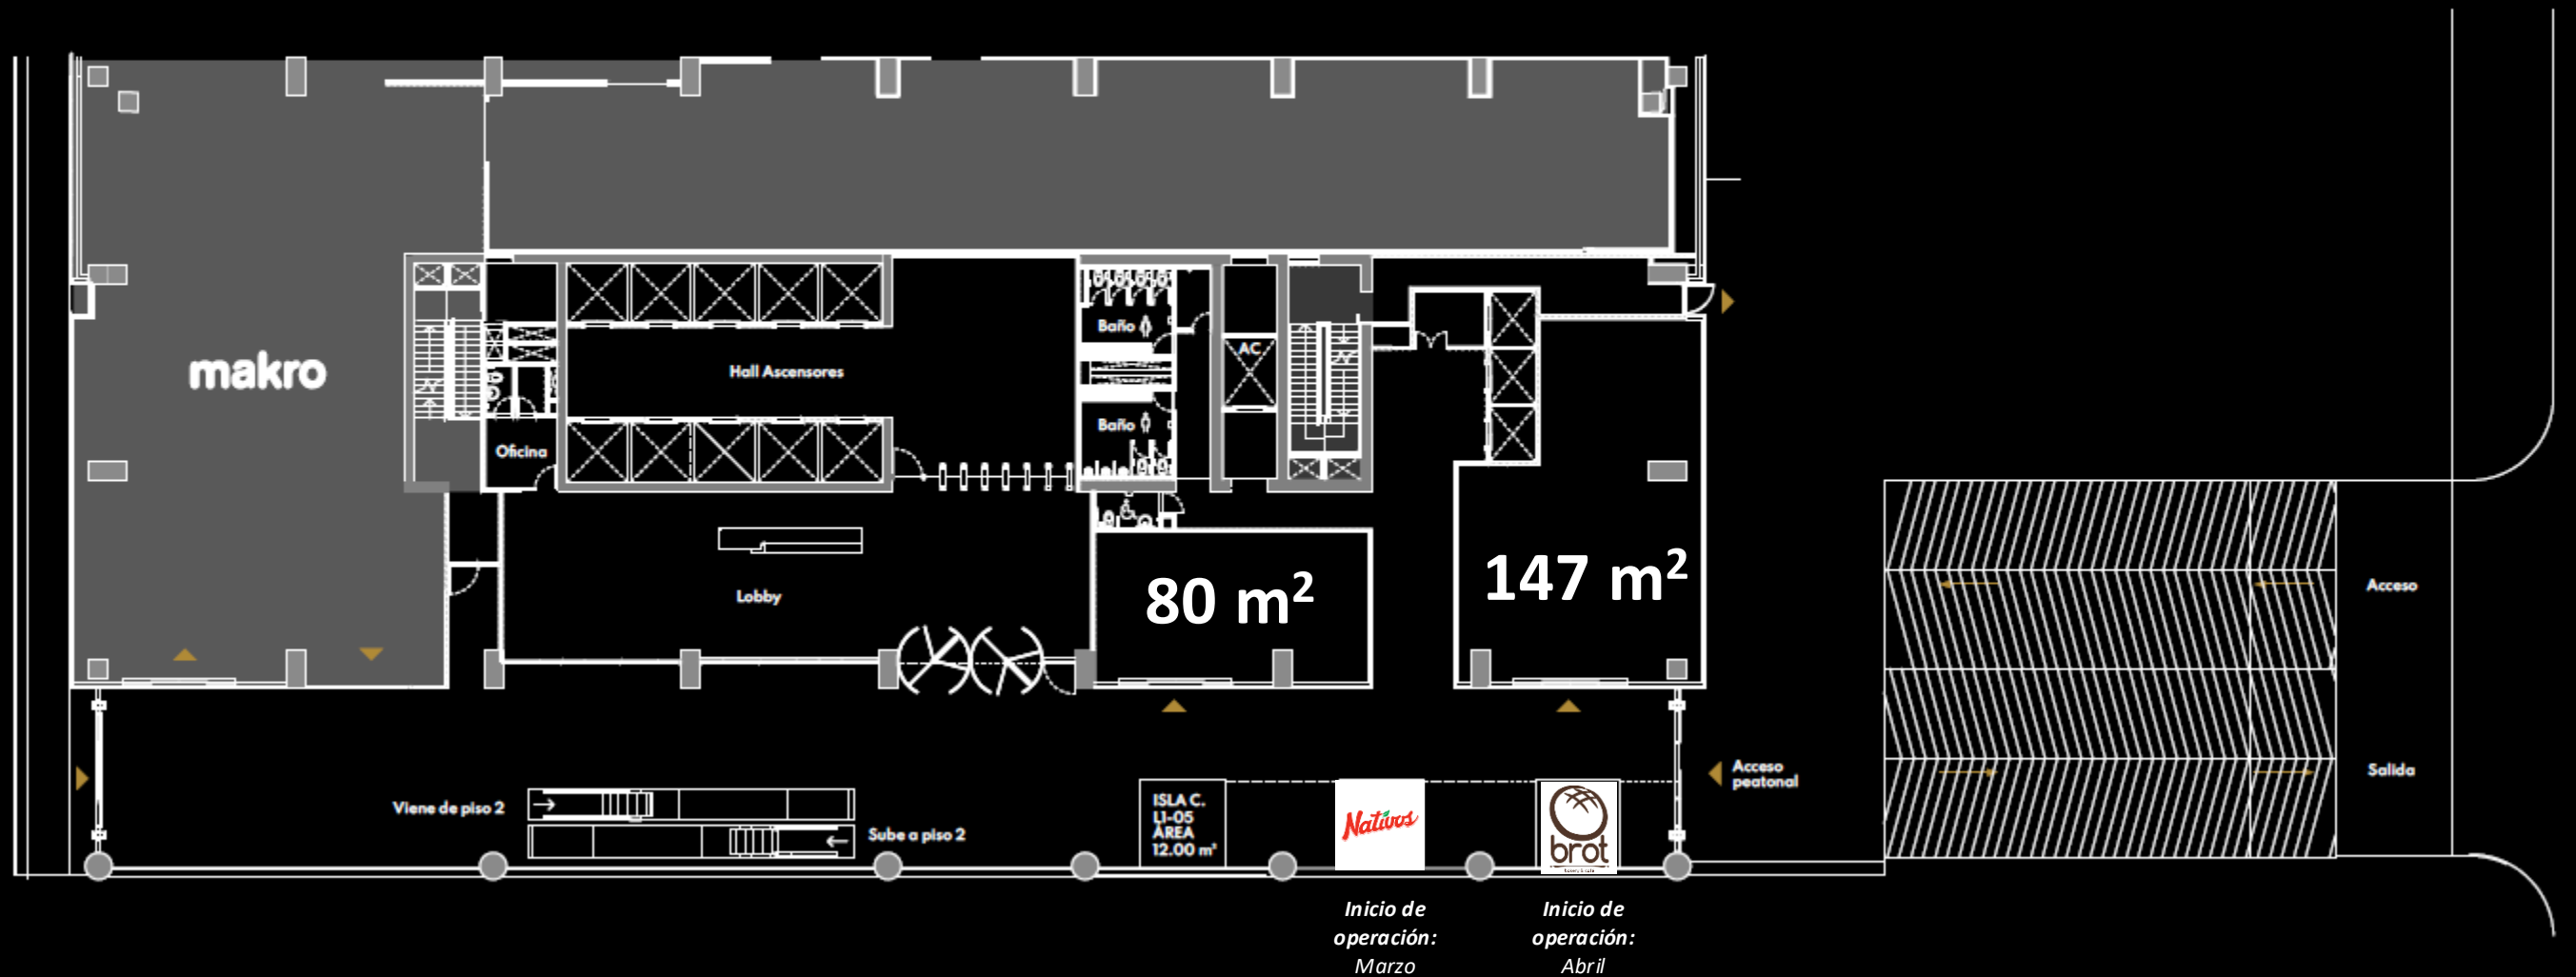 makro
Hall Ascensores
Baño
AC
Baño
Oficina
Lobby
80 m²
147 m²
Acceso
Salida
Acceso
peatonal
Viene de piso 2
Sube a piso 2
ISLA C.
L1-05
ÁREA
12.00 m²
Nativos
brot
Inicio de
operación:
Marzo
Inicio de
operación:
Abril